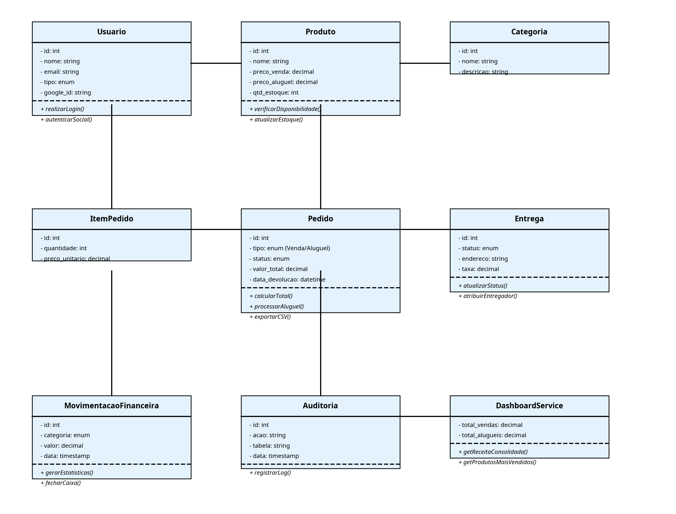 Usuario
- id: int
- nome: string
- email: string
- tipo: enum
- google_id: string
+ realizarLogin()
+ autenticarSocial()
Produto
- id: int
- nome: string
- preco_venda: decimal
- preco_aluguel: decimal
- qtd_estoque: int
+ verificarDisponibilidade()
+ atualizarEstoque()
Categoria
- id: int
- nome: string
- descricao: string
ItemPedido
- id: int
- quantidade: int
- preco_unitario: decimal
Pedido
- id: int
- tipo: enum (Venda/Aluguel)
- status: enum
- valor_total: decimal
- data_devolucao: datetime
+ calcularTotal()
+ processarAluguel()
+ exportarCSV()
Entrega
- id: int
- status: enum
- endereco: string
- taxa: decimal
+ atualizarStatus()
+ atribuirEntregador()
MovimentacaoFinanceira
- id: int
- categoria: enum
- valor: decimal
- data: timestamp
+ gerarEstatisticas()
+ fecharCaixa()
Auditoria
- id: int
- acao: string
- tabela: string
- data: timestamp
+ registrarLog()
DashboardService
- total_vendas: decimal
- total_alugueis: decimal
+ getReceitaConsolidada()
+ getProdutosMaisVendidos()